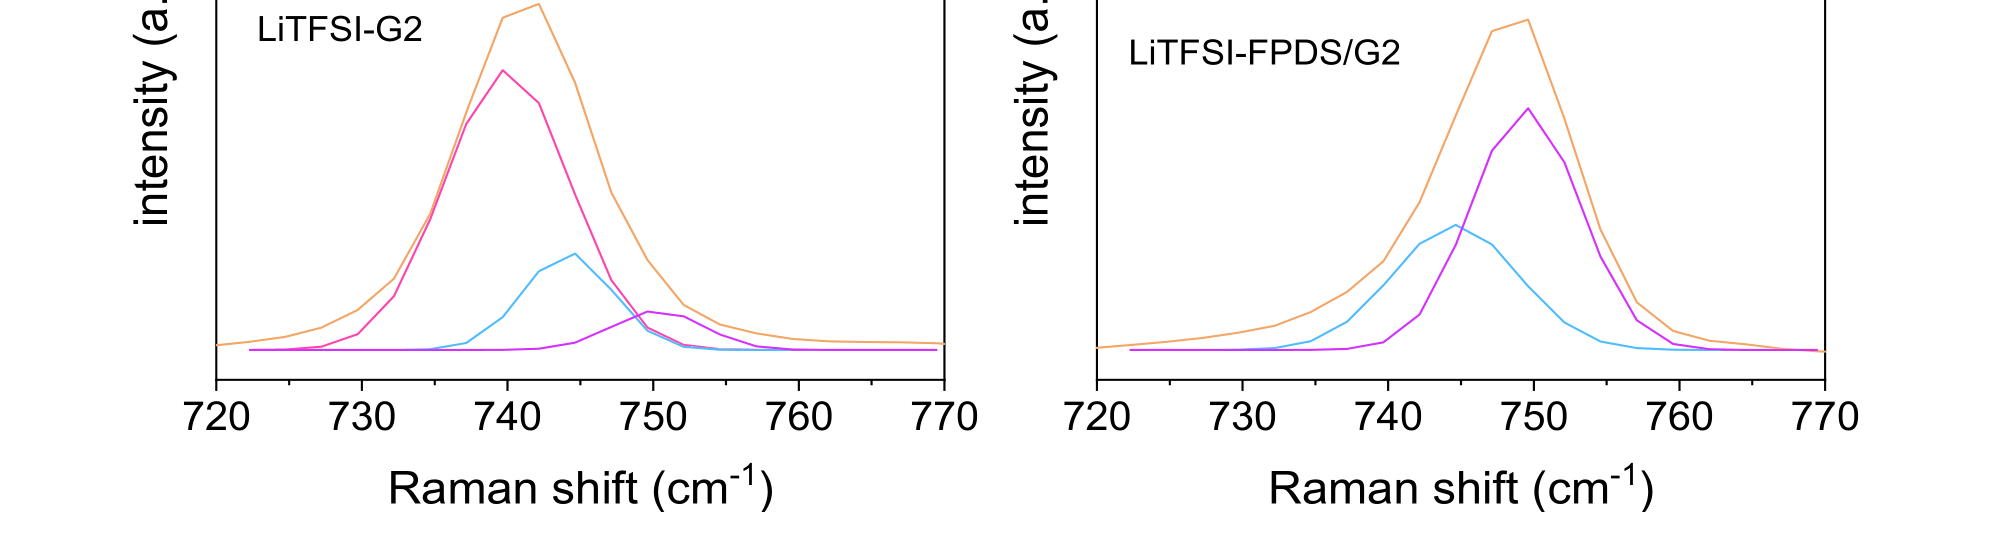 LiTFSI-G2
intensity (a.
720 730 740 750 760 770
Raman shift (cm-1)
LiTFSI-FPDS/G2
intensity (a.
720 730 740 750 760 770
Raman shift (cm-1)